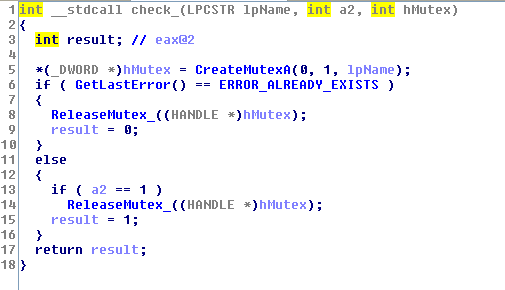 1 int __stdcall check_(LPCSTR lpName, int a2, int hMutex)
2 {
3   int result; // eax@2
4
5   *(_DWORD *)hMutex = CreateMutexA(0, 1, lpName);
6   if ( GetLastError() == ERROR_ALREADY_EXISTS )
7   {
8     ReleaseMutex_((HANDLE *)hMutex);
9     result = 0;
10   }
11   else
12   {
13     if ( a2 == 1 )
14       ReleaseMutex_((HANDLE *)hMutex);
15     result = 1;
16   }
17   return result;
18 }